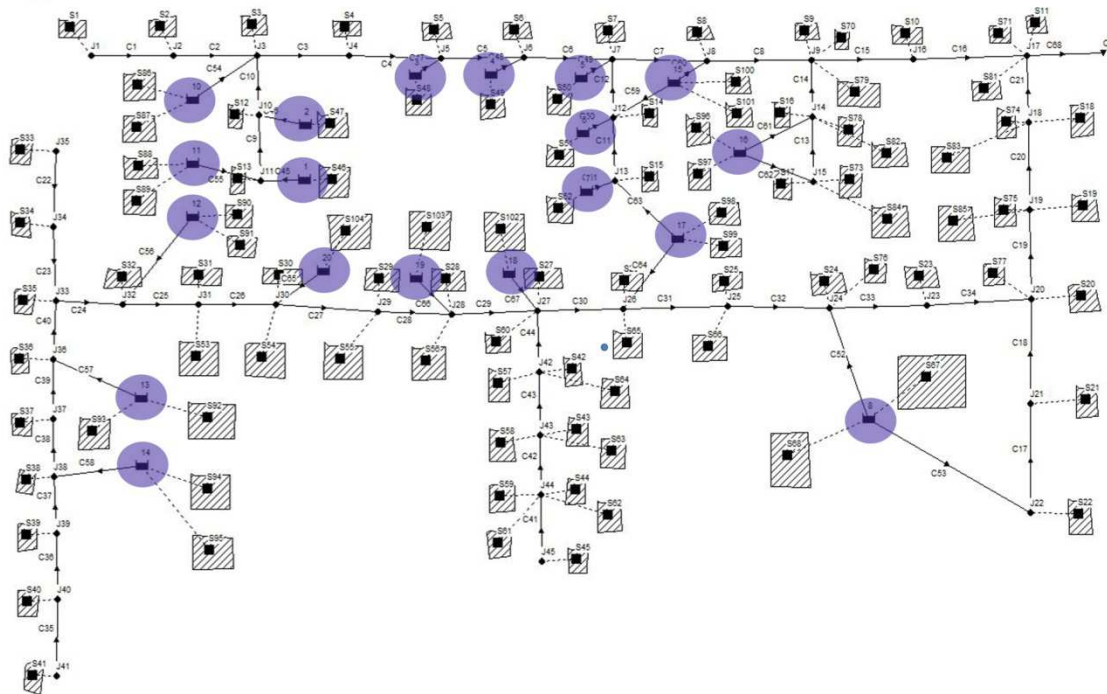 S1 S2 S3 S4 S5 S6 S7 S8 S9 S70 S10 S71 S11
J1 C1 J2 C2 J3 C3 J4 C4 J5 C5 J6 C6 J7 C7 J8 C8 J9 C15 J16 C16 J17 C68
S86 10 C54 C10 S48 S49 S50 C12 15 S100 C14 S79 S81 C21
S87 S12 J10 2 S47 C59 J12 S14 S101 S16 J14 S78 S74 J18 S18
S33 J35 S88 11 C9 S51 C11 S96 16 C61 C13 S82 S83
C22 C55 S13 J11 C45 1 S46 J13 S15 S97 C62 S17 J15 S73 C20
S89 S52 C63 S98 S84 S85 S75 J19 S19
S34 J34 12 S90 S104 S103 S102 17 S99
C23 C56 S91 C19
S32 S31 S30 C65 20 S29 19 S28 18 S27 C64 S25 S24 S76 S23 S77
S35 J33 C24 J32 C25 J31 C26 J30 C27 J29 C28 J28 C66 C29 C67 J27 C30 J26 C31 J25 C32 J24 C33 J23 C34 J20 S20
C40 S53 S54 S55 S56 S60 C44 S65 S66 C52 C18
S36 J36 C57 S57 J42 S42 S64 S67
C39 13 C43 J21 S21
S37 J37 S93 S92 S58 J43 S43 S63 S68 8
C38 14 C42 C53 C17
S38 J38 C58 S94 S59 J44 S44 S62 J22 S22
C37 C41
S39 J39 S95 S61 J45 S45
C36
S40 J40
C35
S41 J41